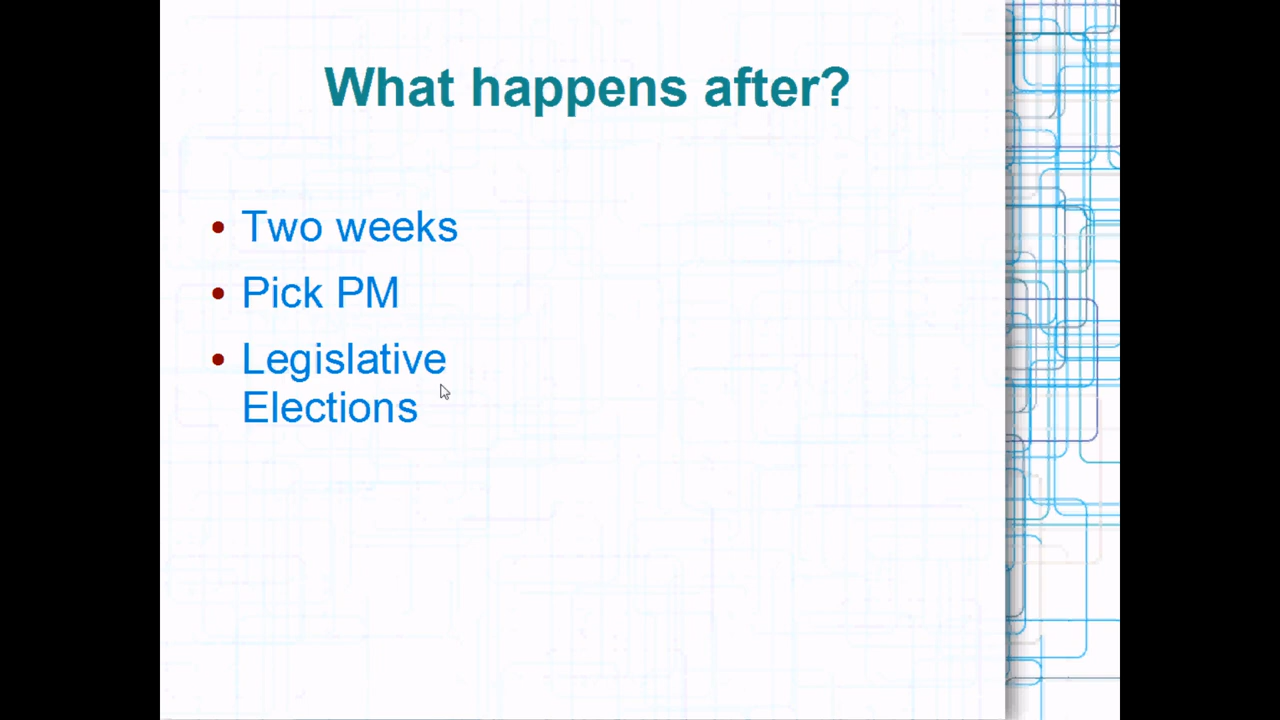 What happens after?
• Two weeks
• Pick PM
• Legislative
Elections